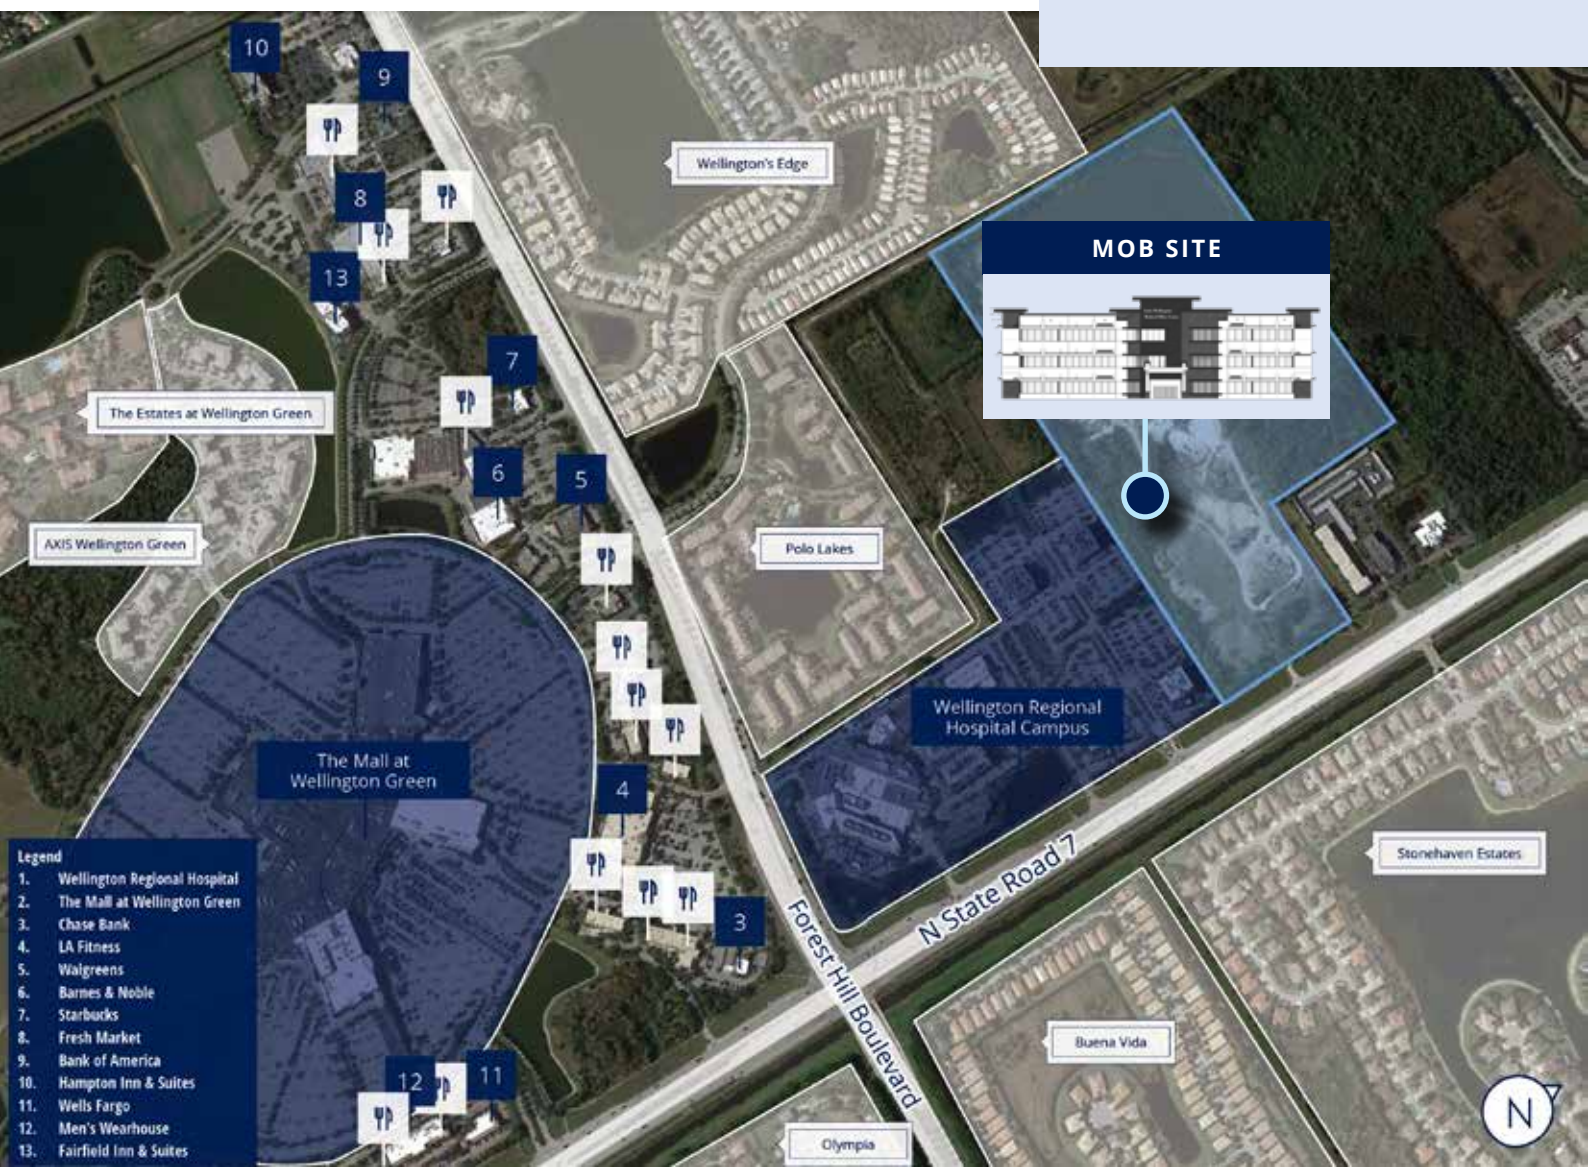 10
9
8
13
7
6
5
4
3
12
11
Wellington's Edge
MOB SITE
The Estates at Wellington Green
AXIS Wellington Green
Polo Lakes
Wellington Regional
Hospital Campus
The Mall at
Wellington Green
Stonehaven Estates
N State Road 7
Forest Hill Boulevard
Buena Vida
Olympia
N
Legend
1. Wellington Regional Hospital
2. The Mall at Wellington Green
3. Chase Bank
4. LA Fitness
5. Walgreens
6. Barnes & Noble
7. Starbucks
8. Fresh Market
9. Bank of America
10. Hampton Inn & Suites
11. Wells Fargo
12. Men's Wearhouse
13. Fairfield Inn & Suites